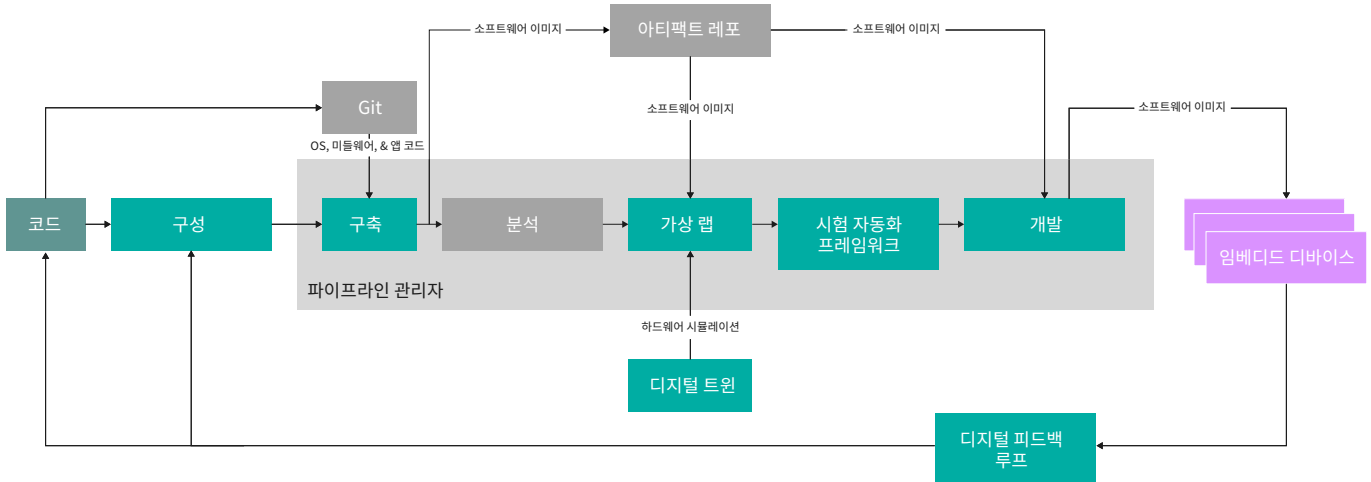 소프트웨어 이미지
아티팩트 레포
소프트웨어 이미지
Git
소프트웨어 이미지
소프트웨어 이미지
OS, 미들웨어, & 앱 코드
코드
구성
구축
분석
가상 랩
시험 자동화
프레임워크
개발
임베디드 디바이스
파이프라인 관리자
하드웨어 시뮬레이션
디지털 트윈
디지털 피드백
루프